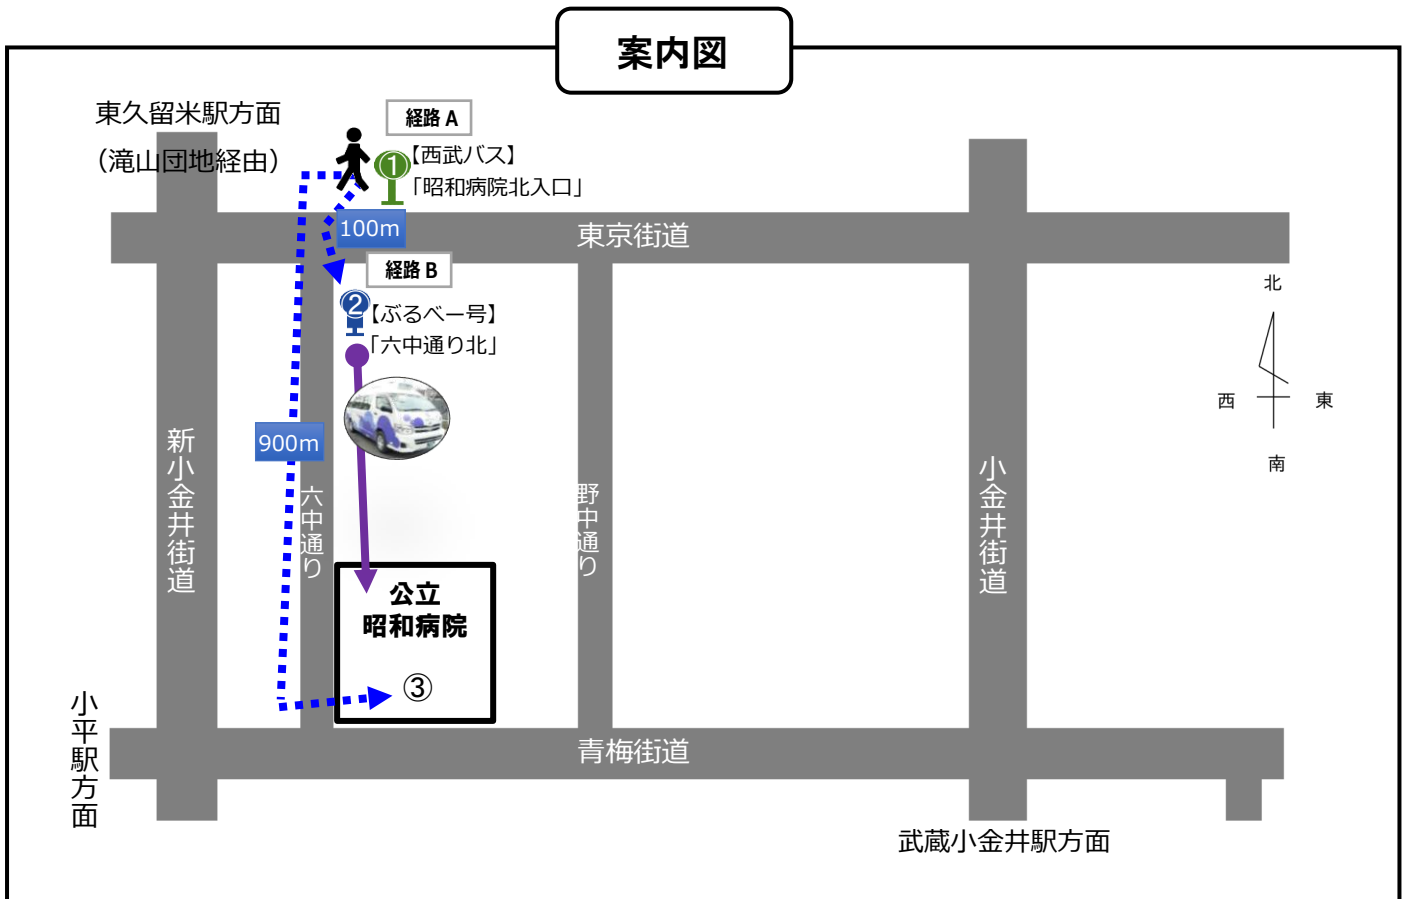 案内図
東久留米駅方面
（滝山団地経由）
経路 A
①
【西武バス】
「昭和病院北入口」
100m
東京街道
経路 B
②
【ぶるべー号】
「六中通り北」
北
西
東
南
900m
新小金井街道
六中通り
野中通り
小金井街道
公立
昭和病院
③
小平駅方面
青梅街道
武蔵小金井駅方面